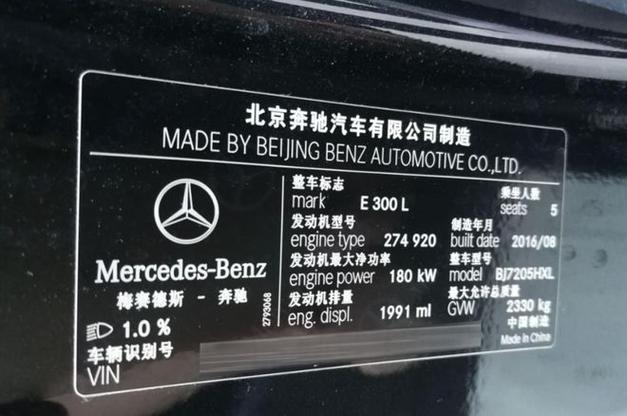 北京奔驰汽车有限公司制造
MADE BY BEIJING BENZ AUTOMOTIVE CO.,LTD.
Mercedes-Benz
梅赛德斯 - 奔驰
1.0 %
车辆识别号
VIN
2793068
整车标志
mark E 300 L
乘坐人数
seats 5
发动机型号
engine type 274 920
制造年月
built date 2016/08
发动机最大净功率
engine power 180 kW
整车型号
model BJ7205HXL
发动机排量
eng. displ. 1991 ml
最大允许总质量
GVW 2330 kg
中国制造
Made in China